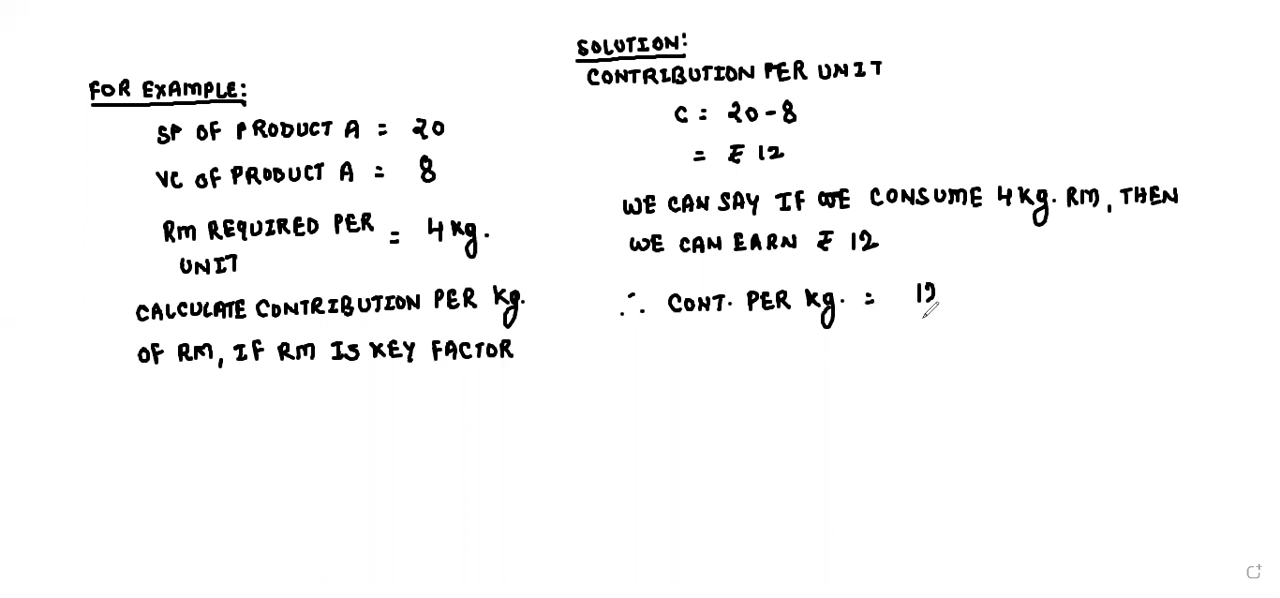 FOR EXAMPLE:
SP OF PRODUCT A = 20
VC OF PRODUCT A = 8
RM REQUIRED PER UNIT = 4 kg.
CALCULATE CONTRIBUTION PER kg.
OF RM, IF RM IS KEY FACTOR
SOLUTION:
CONTRIBUTION PER UNIT
C = 20 - 8
= ₹ 12
WE CAN SAY IF WE CONSUME 4 kg. RM, THEN
WE CAN EARN ₹ 12
∴ CONT. PER kg. = 12